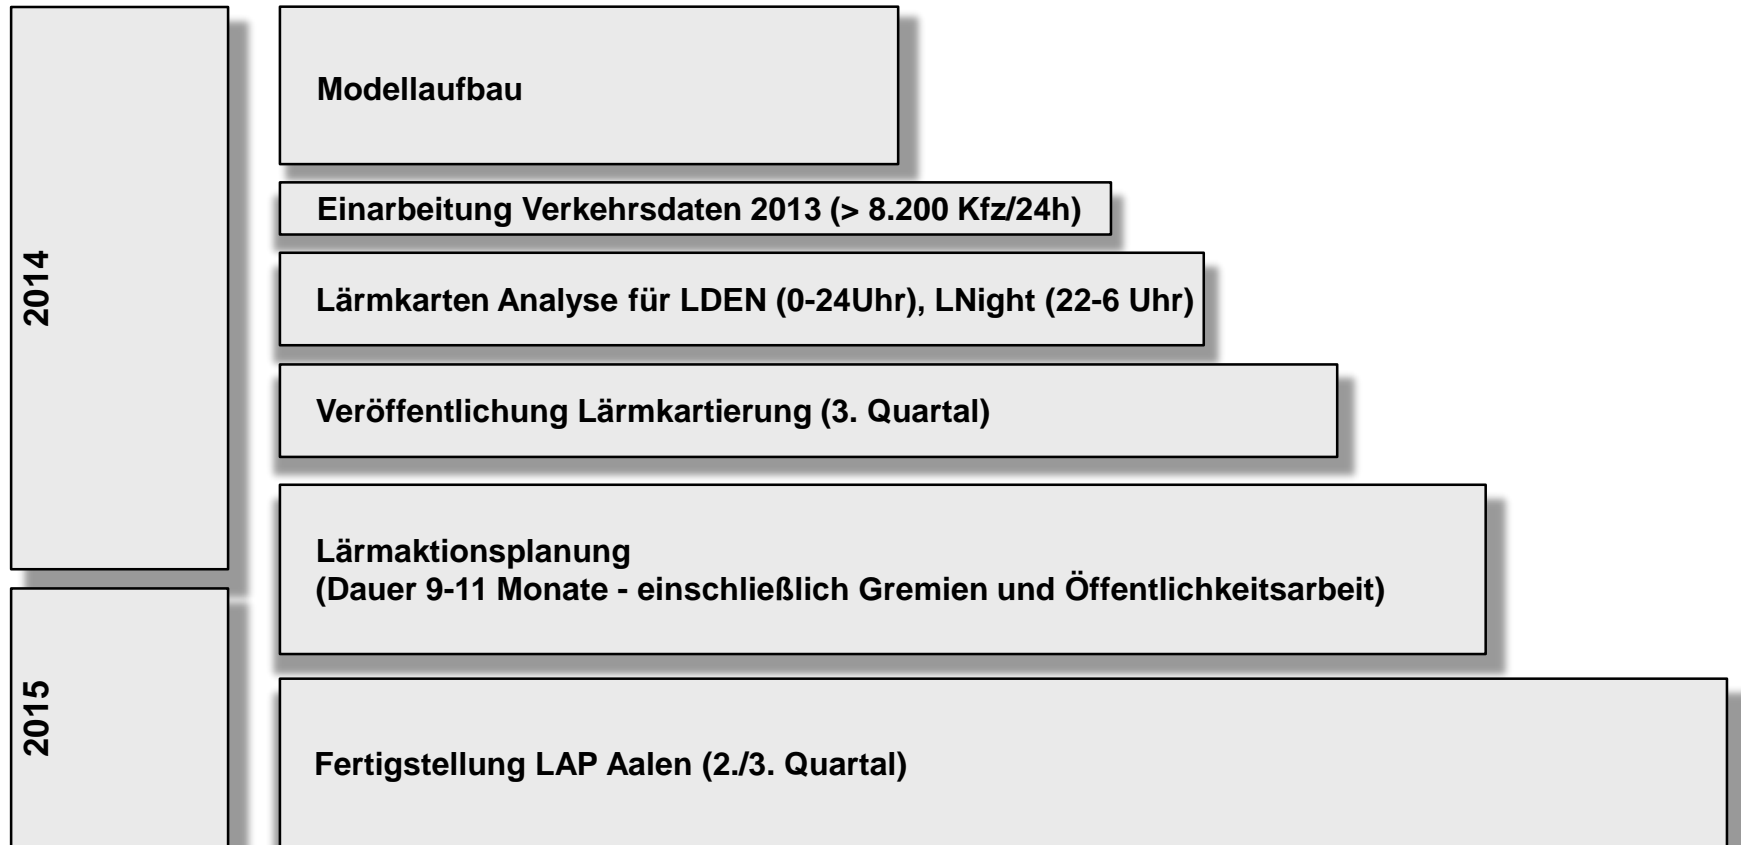 2014
Modellaufbau
Einarbeitung Verkehrsdaten 2013 (> 8.200 Kfz/24h)
Lärmkarten Analyse für LDEN (0-24Uhr), LNight (22-6 Uhr)
Veröffentlichung Lärmkartierung (3. Quartal)
Lärmaktionsplanung
(Dauer 9-11 Monate - einschließlich Gremien und Öffentlichkeitsarbeit)
2015
Fertigstellung LAP Aalen (2./3. Quartal)